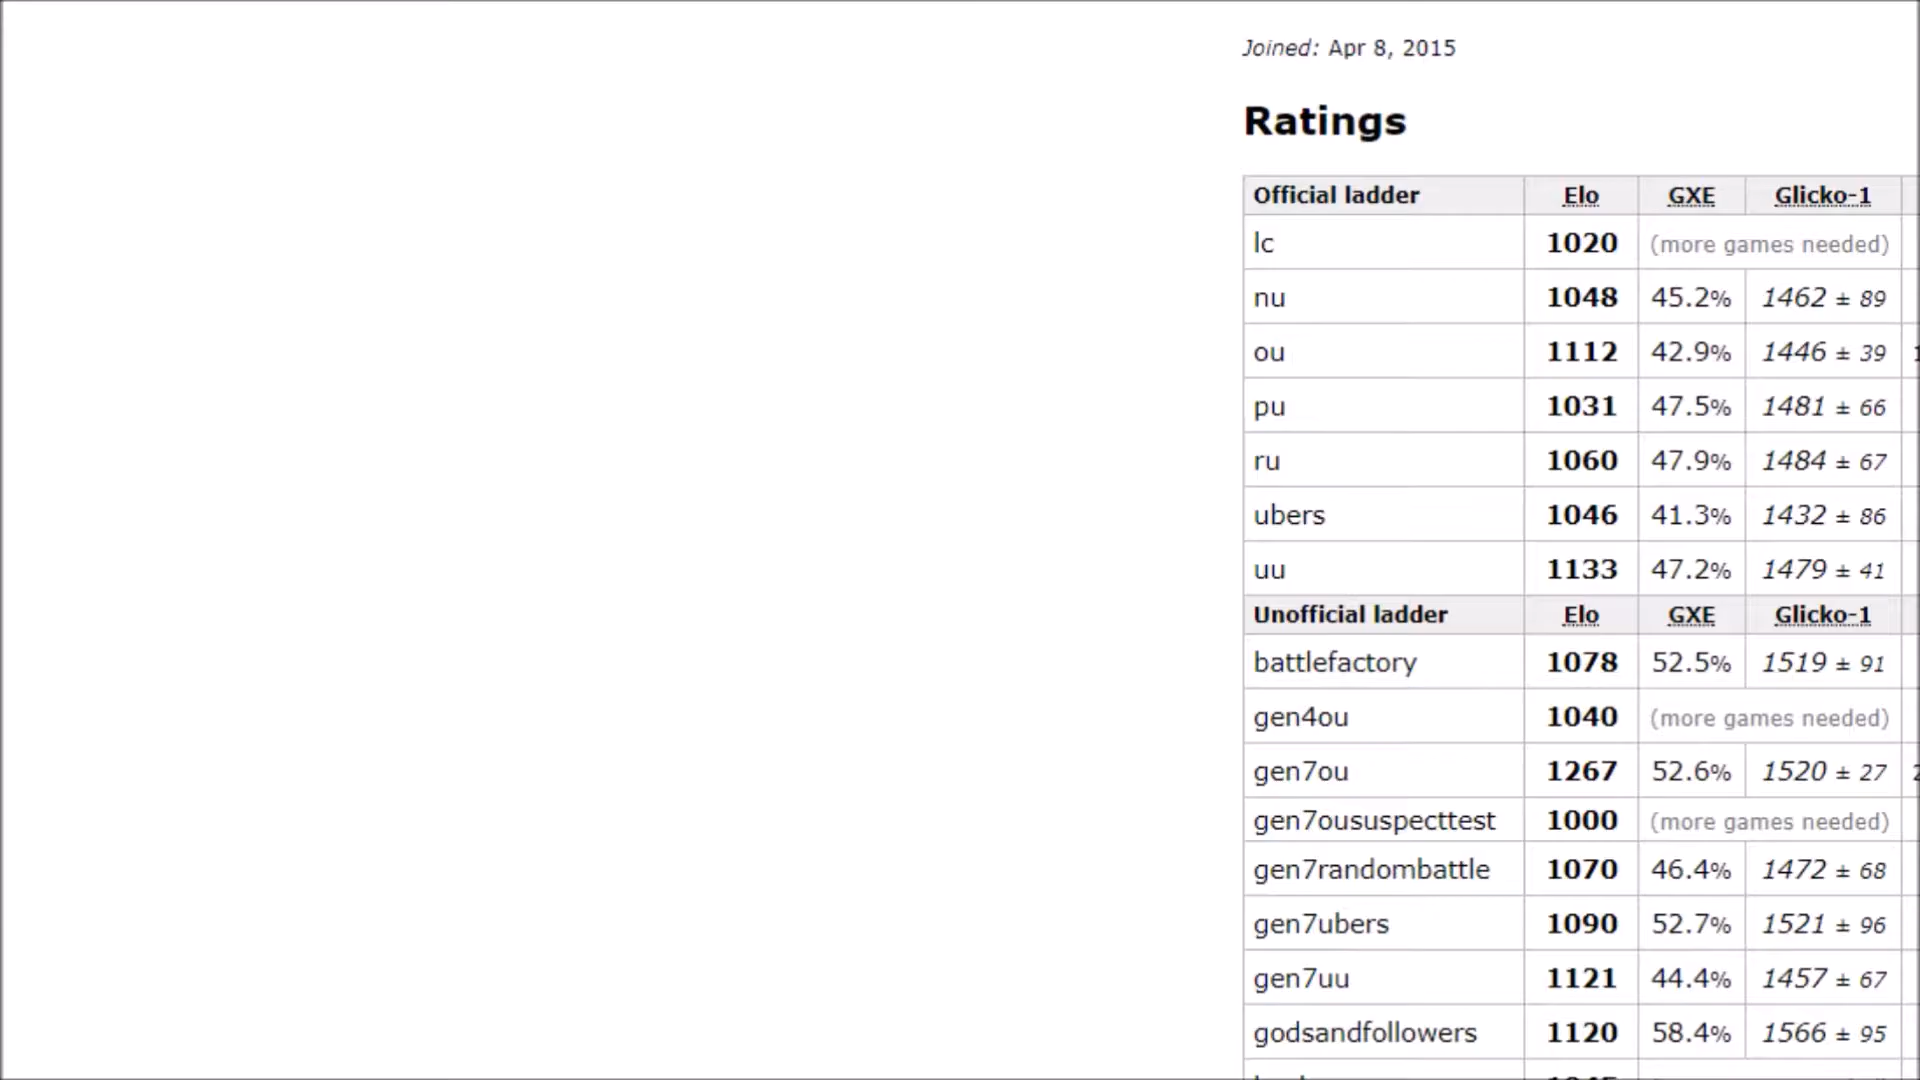 Joined: Apr 8, 2015
Ratings
Official ladder Elo GXE Glicko-1
lc 1020 (more games needed)
nu 1048 45.2% 1462 ± 89
ou 1112 42.9% 1446 ± 39
pu 1031 47.5% 1481 ± 66
ru 1060 47.9% 1484 ± 67
ubers 1046 41.3% 1432 ± 86
uu 1133 47.2% 1479 ± 41
Unofficial ladder Elo GXE Glicko-1
battlefactory 1078 52.5% 1519 ± 91
gen4ou 1040 (more games needed)
gen7ou 1267 52.6% 1520 ± 27
gen7oususpecttest 1000 (more games needed)
gen7randombattle 1070 46.4% 1472 ± 68
gen7ubers 1090 52.7% 1521 ± 96
gen7uu 1121 44.4% 1457 ± 67
godsandfollowers 1120 58.4% 1566 ± 95